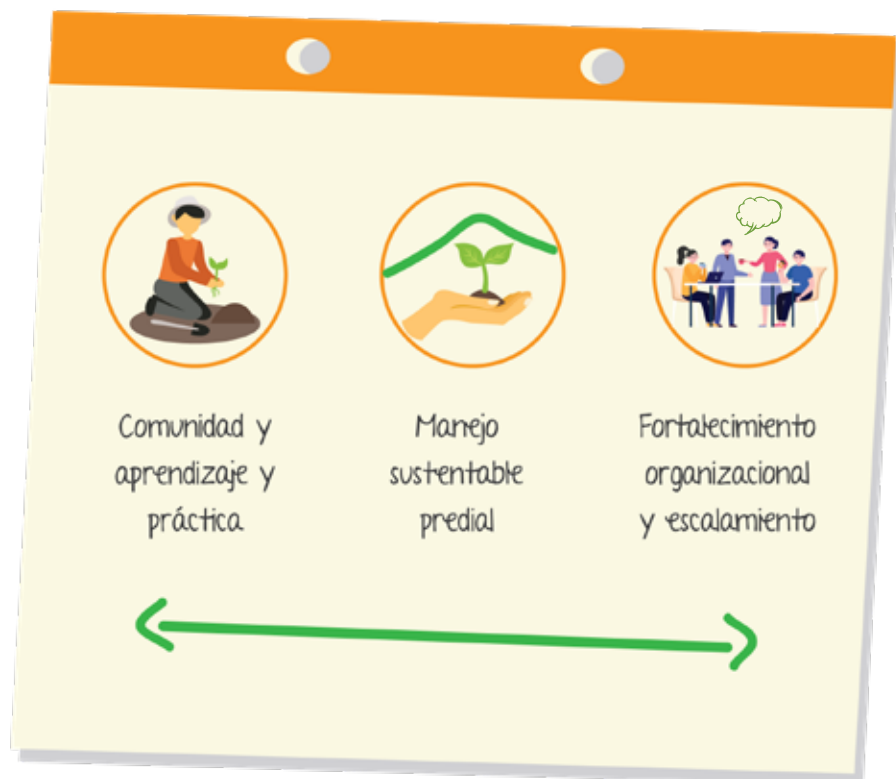 Comunidad y
aprendizaje y
práctica
Manejo
sustentable
predial
Fortalecimiento
organizacional
y escalamiento